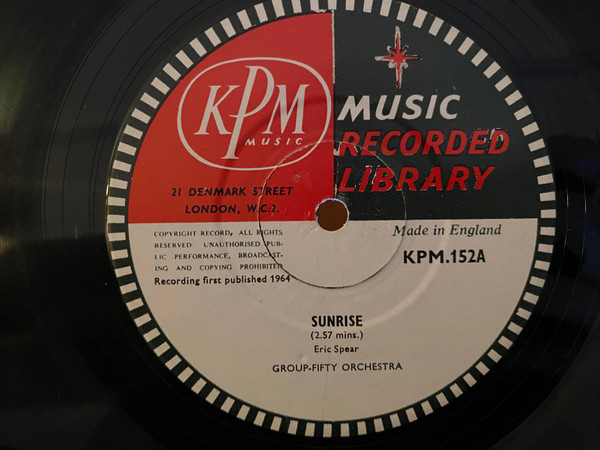 KPM
MUSIC
MUSIC
RECORDED
LIBRARY
21 DENMARK STREET
LONDON, W.C.2.
COPYRIGHT RECORD, ALL RIGHTS
RESERVED UNAUTHORISED PUB-
LIC PERFORMANCE, BROADCAST-
ING AND COPYING PROHIBITED
Recording first published 1964
Made in England
KPM.152A
SUNRISE
(2.57 mins.)
Eric Spear
GROUP-FIFTY ORCHESTRA